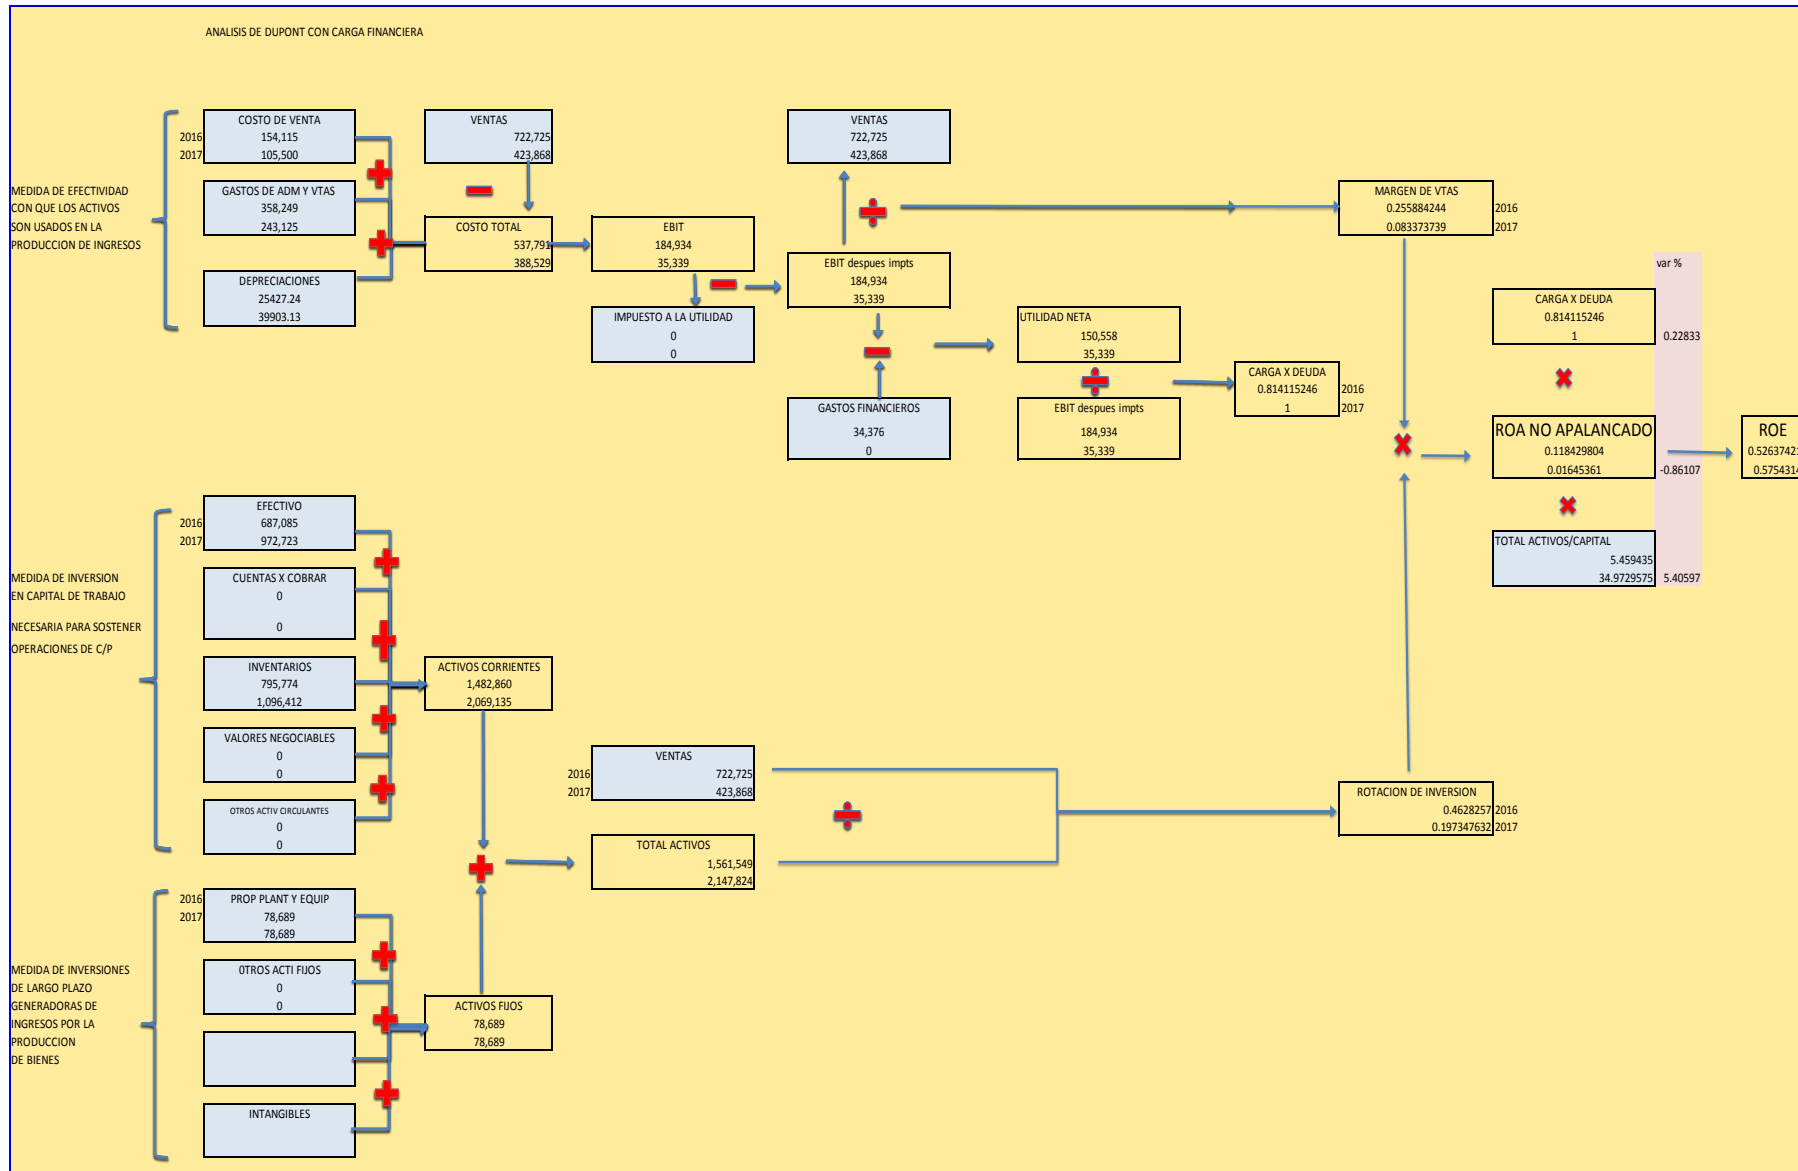 ANALISIS DE DUPONT CON CARGA FINANCIERA
MEDIDA DE EFECTIVIDAD
CON QUE LOS ACTIVOS
SON USADOS EN LA
PRODUCCION DE INGRESOS
COSTO DE VENTA
2016 154,115
2017 105,500
GASTOS DE ADM Y VTAS
358,249
243,125
DEPRECIACIONES
25427.24
39903.13
VENTAS
722,725
423,868
COSTO TOTAL
537,791
388,529
EBIT
184,934
35,339
IMPUESTO A LA UTILIDAD
0
0
VENTAS
722,725
423,868
EBIT despues impts
184,934
35,339
GASTOS FINANCIEROS
34,376
0
UTILIDAD NETA
150,558
35,339
EBIT despues impts
184,934
35,339
CARGA X DEUDA
0.814115246 2016
1 2017
MARGEN DE VTAS
0.255884244 2016
0.083373739 2017
var %
CARGA X DEUDA
0.814115246
1 0.22833
ROA NO APALANCADO
0.118429804
0.01645361 -0.86107
TOTAL ACTIVOS/CAPITAL
5.459435
34.9729575 5.40597
ROE
0.52637421
0.5754314
MEDIDA DE INVERSION
EN CAPITAL DE TRABAJO
NECESARIA PARA SOSTENER
OPERACIONES DE C/P
EFECTIVO
2016 687,085
2017 972,723
CUENTAS X COBRAR
0
0
INVENTARIOS
795,774
1,096,412
VALORES NEGOCIABLES
0
0
OTROS ACTIV CIRCULANTES
0
0
ACTIVOS CORRIENTES
1,482,860
2,069,135
VENTAS
2016 722,725
2017 423,868
TOTAL ACTIVOS
1,561,549
2,147,824
ROTACION DE INVERSION
0.4628257 2016
0.197347632 2017
MEDIDA DE INVERSIONES
DE LARGO PLAZO
GENERADORAS DE
INGRESOS POR LA
PRODUCCION
DE BIENES
2016 PROP PLANT Y EQUIP
2017 78,689
78,689
0TROS ACTI FIJOS
0
0
INTANGIBLES
ACTIVOS FIJOS
78,689
78,689